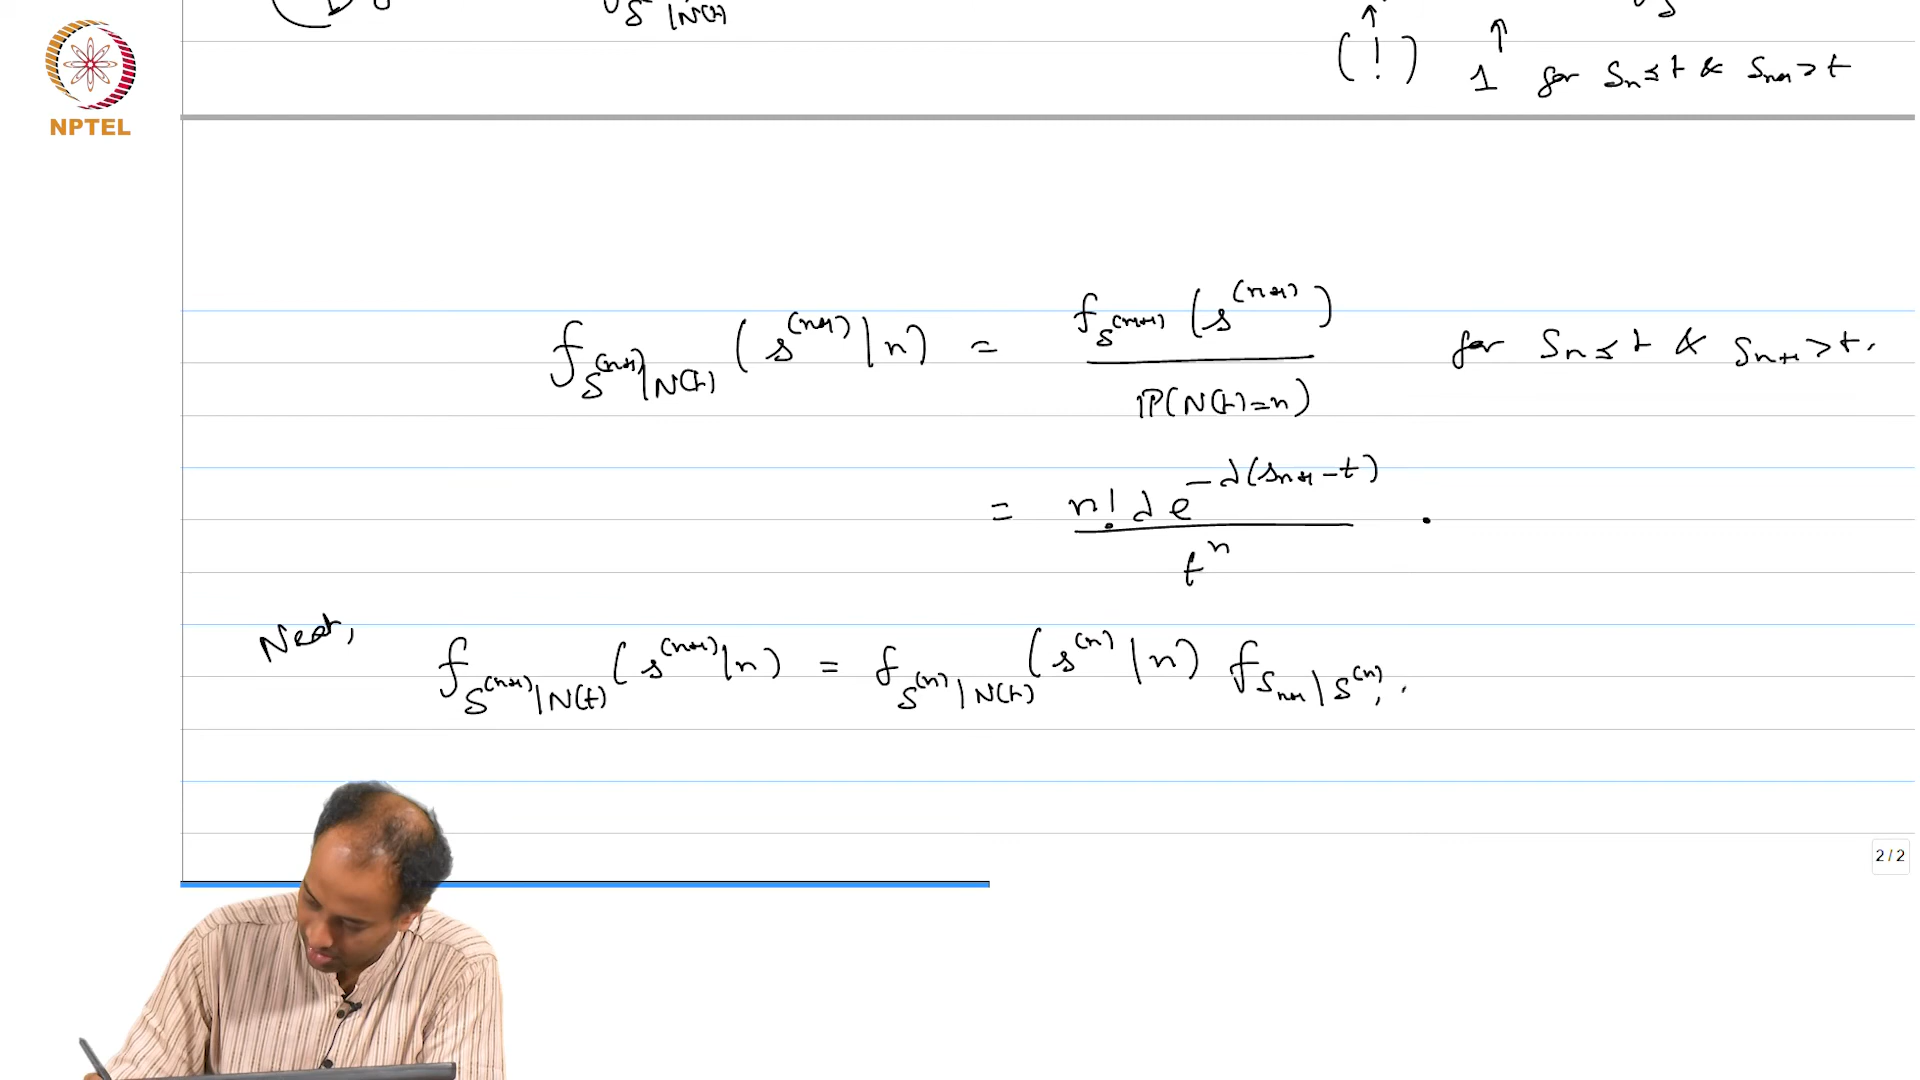 S | N(t)
(!) 1 for Sₙ ≤ t & Sₙ₊₁ > t
NPTEL
f_{S^{(n+1)}|N(t)} (s^{(n+1)}|n) = f_{S^{(n+1)}}(s^{(n+1)}) / ℙ(N(t)=n) for Sₙ ≤ t & Sₙ₊₁ > t.
= n! λ e^{-λ(sₙ₊₁-t)} / tⁿ .
Next,
f_{S^{(n+1)}|N(t)} (s^{(n+1)}|n) = f_{S^{(n)}|N(t)} (s^{(n)}|n) f_{Sₙ₊₁|S^{(n)},
2 / 2